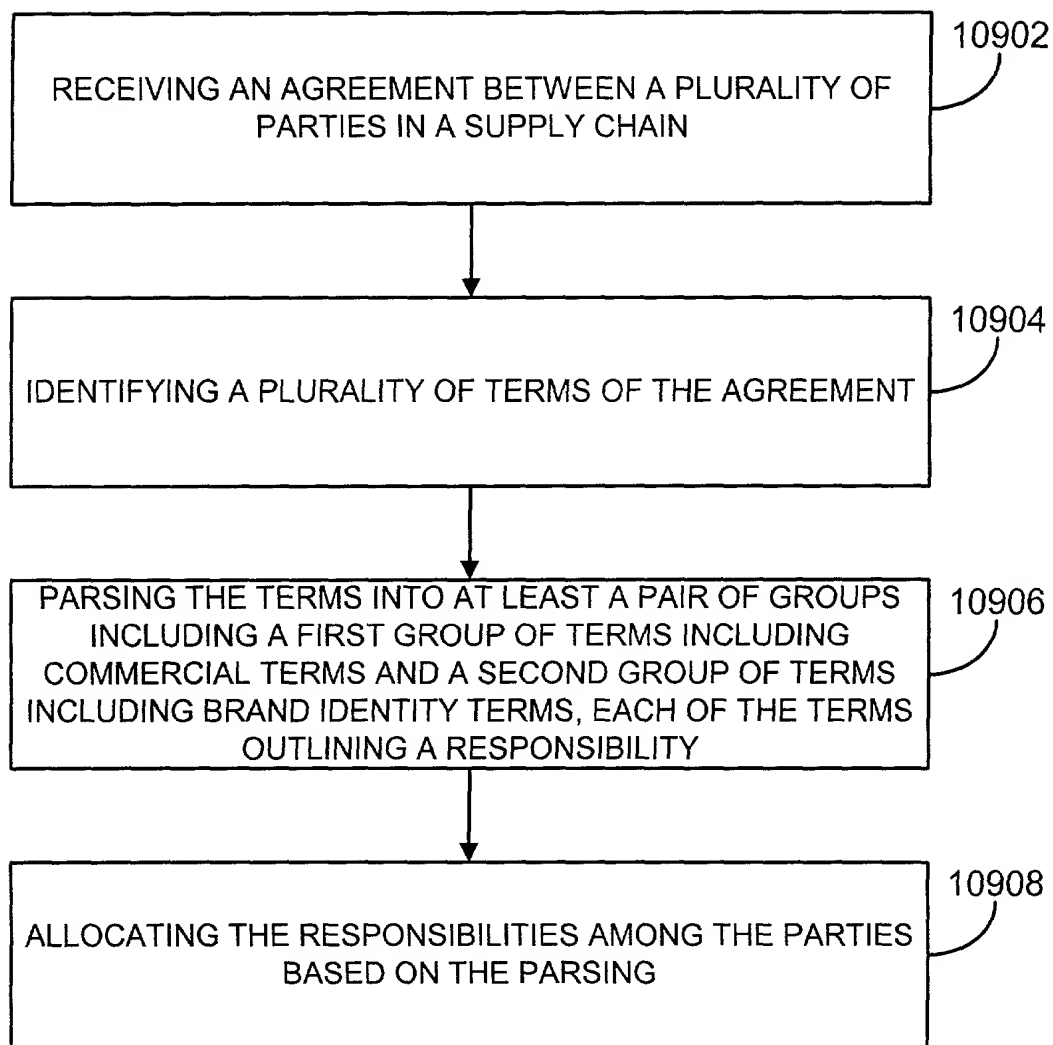 10902
RECEIVING AN AGREEMENT BETWEEN A PLURALITY OF
PARTIES IN A SUPPLY CHAIN
10904
IDENTIFYING A PLURALITY OF TERMS OF THE AGREEMENT
10906
PARSING THE TERMS INTO AT LEAST A PAIR OF GROUPS
INCLUDING A FIRST GROUP OF TERMS INCLUDING
COMMERCIAL TERMS AND A SECOND GROUP OF TERMS
INCLUDING BRAND IDENTITY TERMS, EACH OF THE TERMS
OUTLINING A RESPONSIBILITY
10908
ALLOCATING THE RESPONSIBILITIES AMONG THE PARTIES
BASED ON THE PARSING